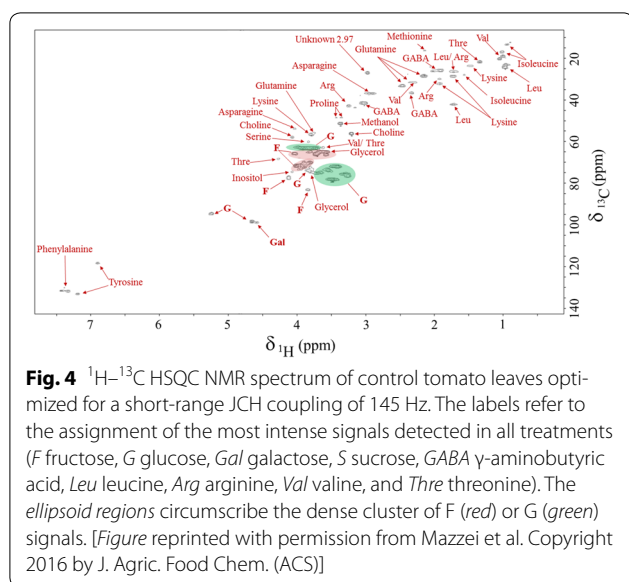 Unknown 2.97
Methionine
Thre
Val
Glutamine
GABA
Leu/ Arg
Isoleucine
Asparagine
Lysine
Leu
Glutamine
Arg
Lysine
Proline
Val
Arg
Isoleucine
Asparagine
GABA
GABA
Choline
Methanol
Leu
Lysine
Serine
G
Choline
F
Val/ Thre
Thre
Glycerol
Inositol
G
F
Glycerol
G
F
G
Gal
Phenylalanine
Tyrosine
20
40
60
80
100
120
140
δ 13C (ppm)
7 6 5 4 3 2 1
δ 1H (ppm)
Fig. 4 1H–13C HSQC NMR spectrum of control tomato leaves opti-
mized for a short-range JCH coupling of 145 Hz. The labels refer to
the assignment of the most intense signals detected in all treatments
(F fructose, G glucose, Gal galactose, S sucrose, GABA γ-aminobutyric
acid, Leu leucine, Arg arginine, Val valine, and Thre threonine). The
ellipsoid regions circumscribe the dense cluster of F (red) or G (green)
signals. [Figure reprinted with permission from Mazzei et al. Copyright
2016 by J. Agric. Food Chem. (ACS)]